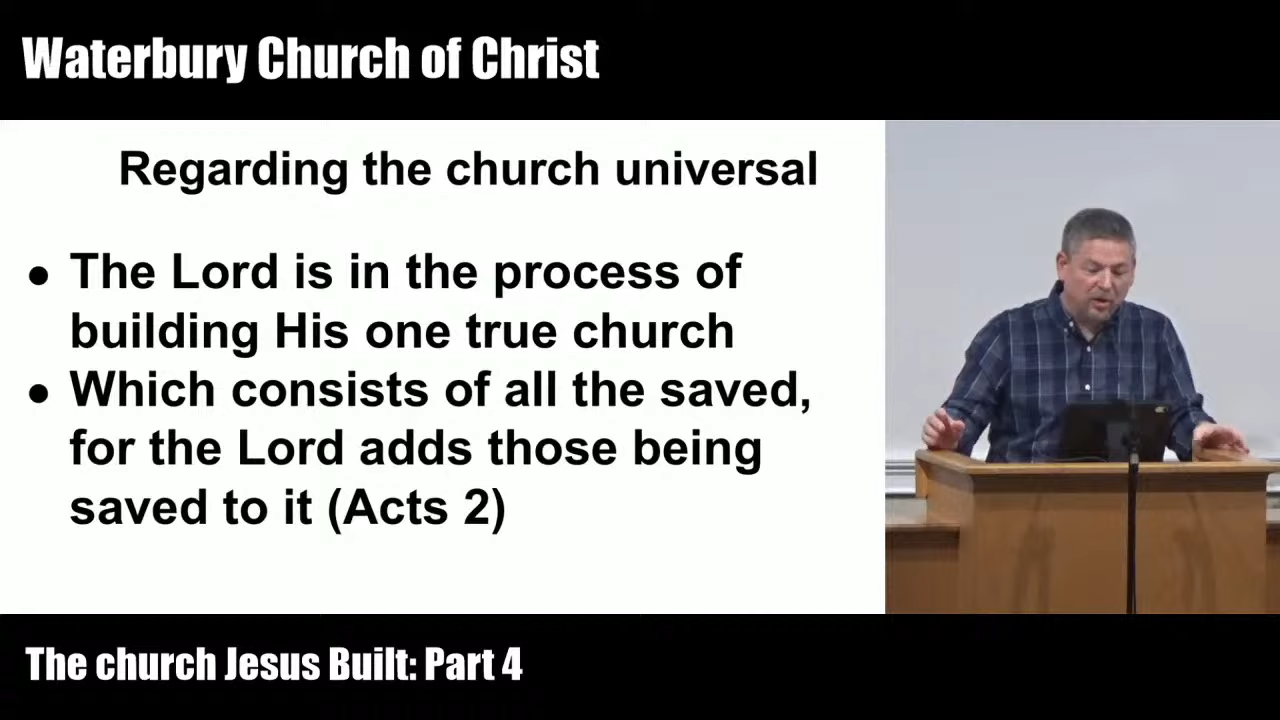 Waterbury Church of Christ
Regarding the church universal
● The Lord is in the process of
building His one true church
● Which consists of all the saved,
for the Lord adds those being
saved to it (Acts 2)
The church Jesus Built: Part 4